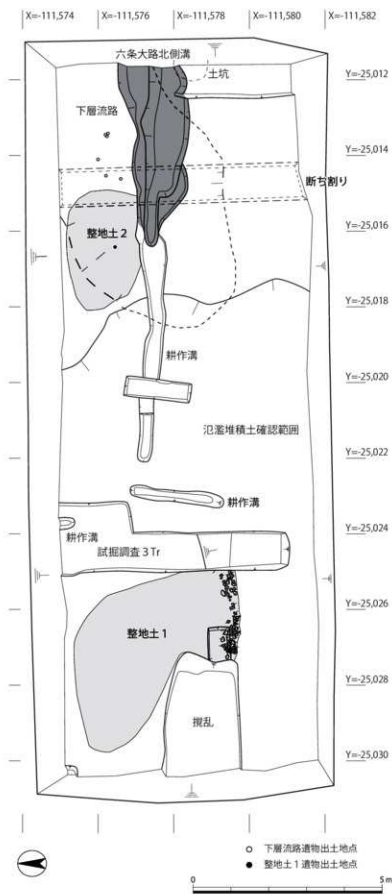 X=-111,574
X=-111,576
X=-111,578
X=-111,580
X=-111,582
六条大路北側溝
土坑
Y=-25,012
下層流路
Y=-25,014
断ち割り
整地土2
Y=-25,016
Y=-25,018
耕作溝
Y=-25,020
氾濫堆積土確認範囲
Y=-25,022
耕作溝
Y=-25,024
耕作溝
試掘調査3Tr
Y=-25,026
整地土1
Y=-25,028
攪乱
Y=-25,030
○ 下層流路遺物出土地点
● 整地土1遺物出土地点
0 5m